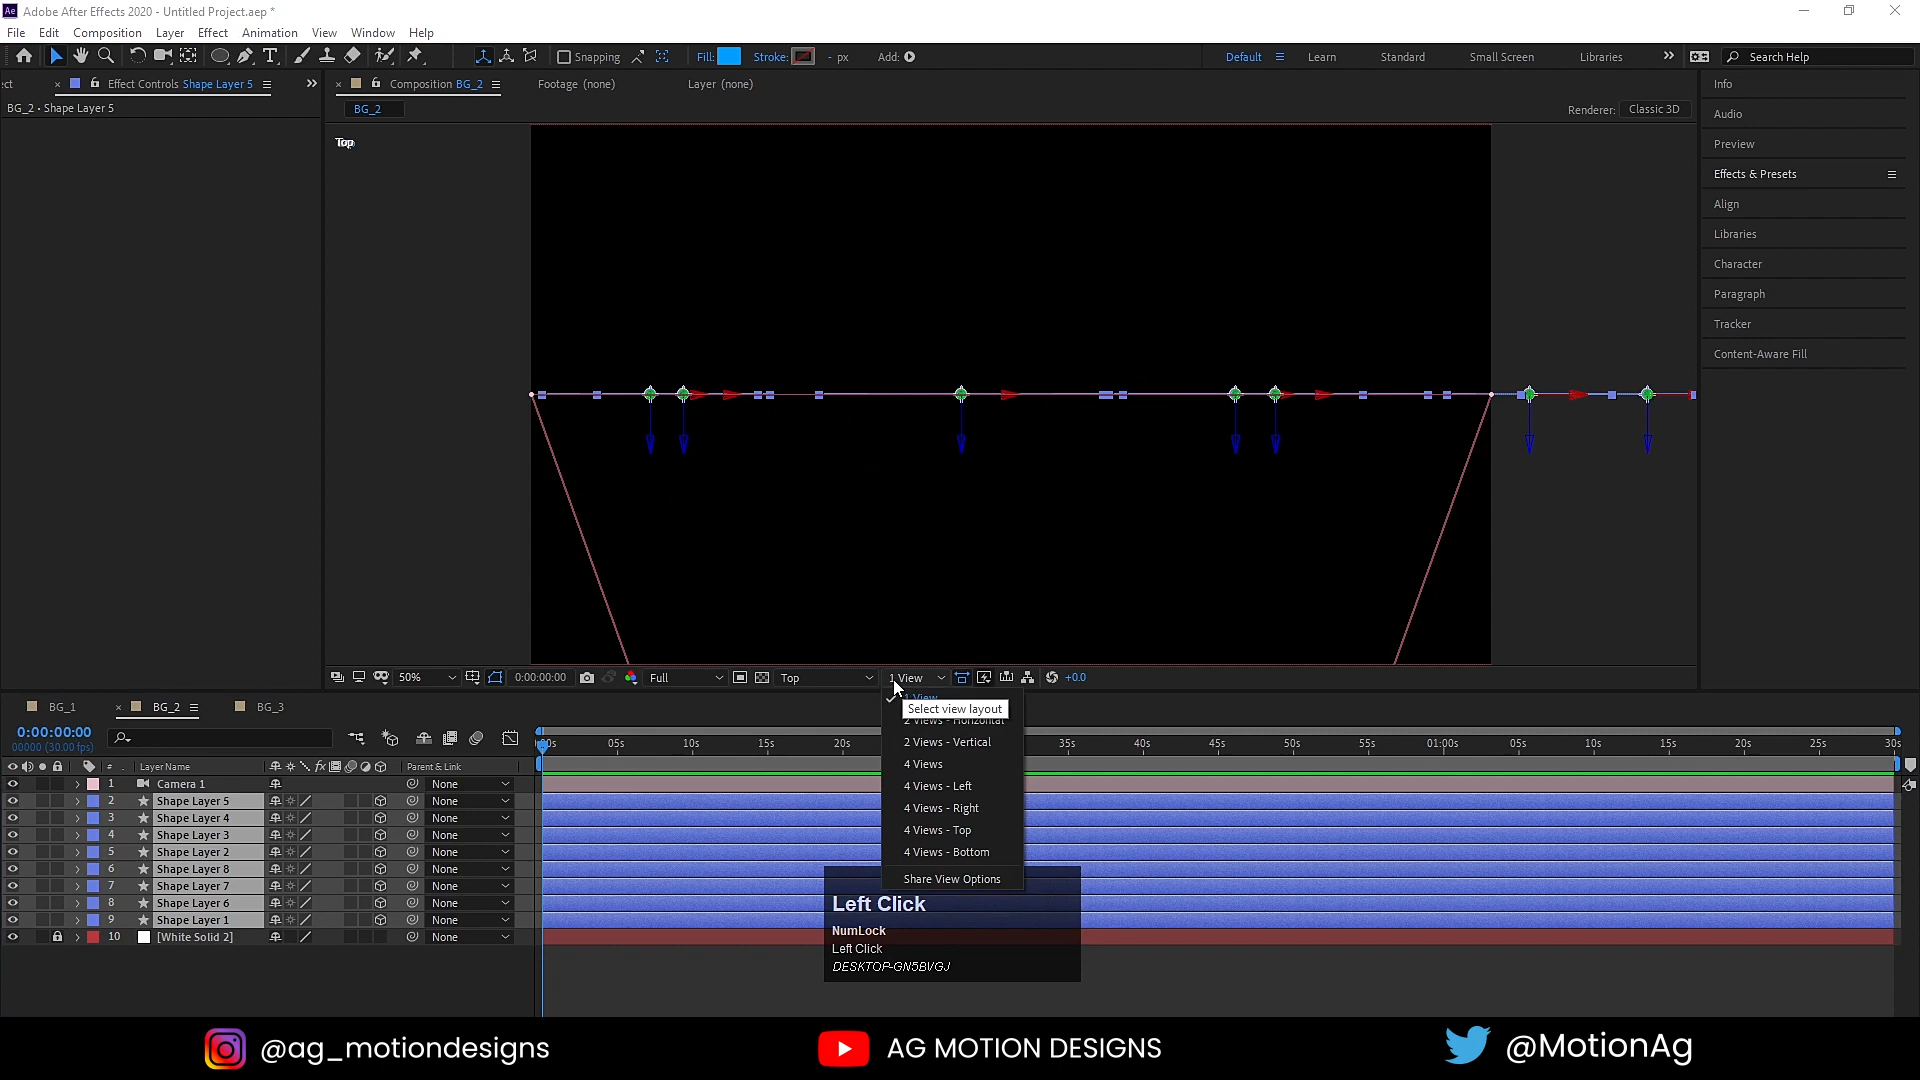 Ae Adobe After Effects 2020 - Untitled Project.aep *
File Edit Composition Layer Effect Animation View Window Help
Snapping Fill: Stroke: - px Add: Default Learn Standard Small Screen Libraries Search Help
ect × Effect Controls Shape Layer 5 × Composition BG_2 Footage (none) Layer (none) Info
BG_2 • Shape Layer 5 BG_2 Renderer: Classic 3D
Audio
Top Preview
Effects & Presets
Align
Libraries
Character
Paragraph
Tracker
Content-Aware Fill
50% 0:00:00:00 Full Top 1 View +0.0
1 View
Select view layout
2 Views - Horizontal
2 Views - Vertical
4 Views
4 Views - Left
4 Views - Right
4 Views - Top
4 Views - Bottom
Share View Options
BG_1 × BG_2 BG_3
0:00:00:00
00000 (30.00 fps)
:00s 05s 10s 15s 20s 35s 40s 45s 50s 55s 01:00s 05s 10s 15s 20s 25s 30s
# . Layer Name fx Parent & Link
1 Camera 1 None
2 Shape Layer 5 None
3 Shape Layer 4 None
4 Shape Layer 3 None
5 Shape Layer 2 None
6 Shape Layer 8 None
7 Shape Layer 7 None
8 Shape Layer 6 None
9 Shape Layer 1 None
10 [White Solid 2] None
Left Click
NumLock
Left Click
DESKTOP-GN5BVGJ
@ag_motiondesigns AG MOTION DESIGNS @MotionAg